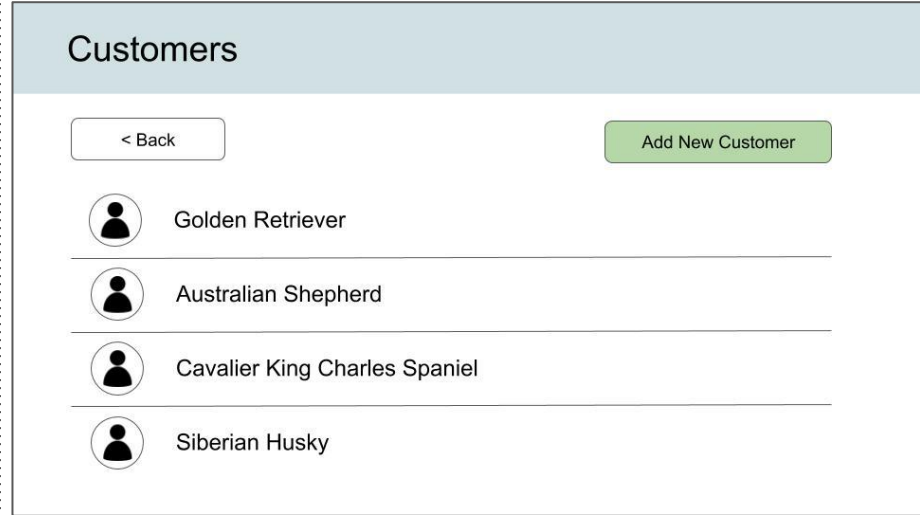 Customers
< Back
Add New Customer
Golden Retriever
Australian Shepherd
Cavalier King Charles Spaniel
Siberian Husky